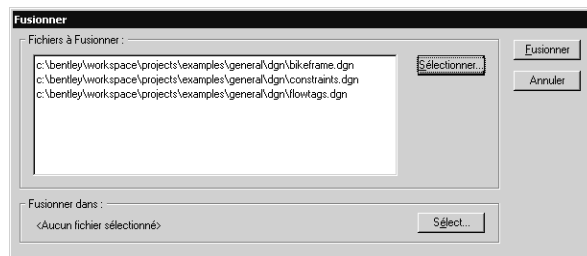 Fusionner
Fichiers à Fusionner :
c:\bentley\workspace\projects\examples\general\dgn\bikeframe.dgn
c:\bentley\workspace\projects\examples\general\dgn\constraints.dgn
c:\bentley\workspace\projects\examples\general\dgn\flowtags.dgn
Sélectionner...
Fusionner
Annuler
Fusionner dans :
<Aucun fichier sélectionné>
Sélect...